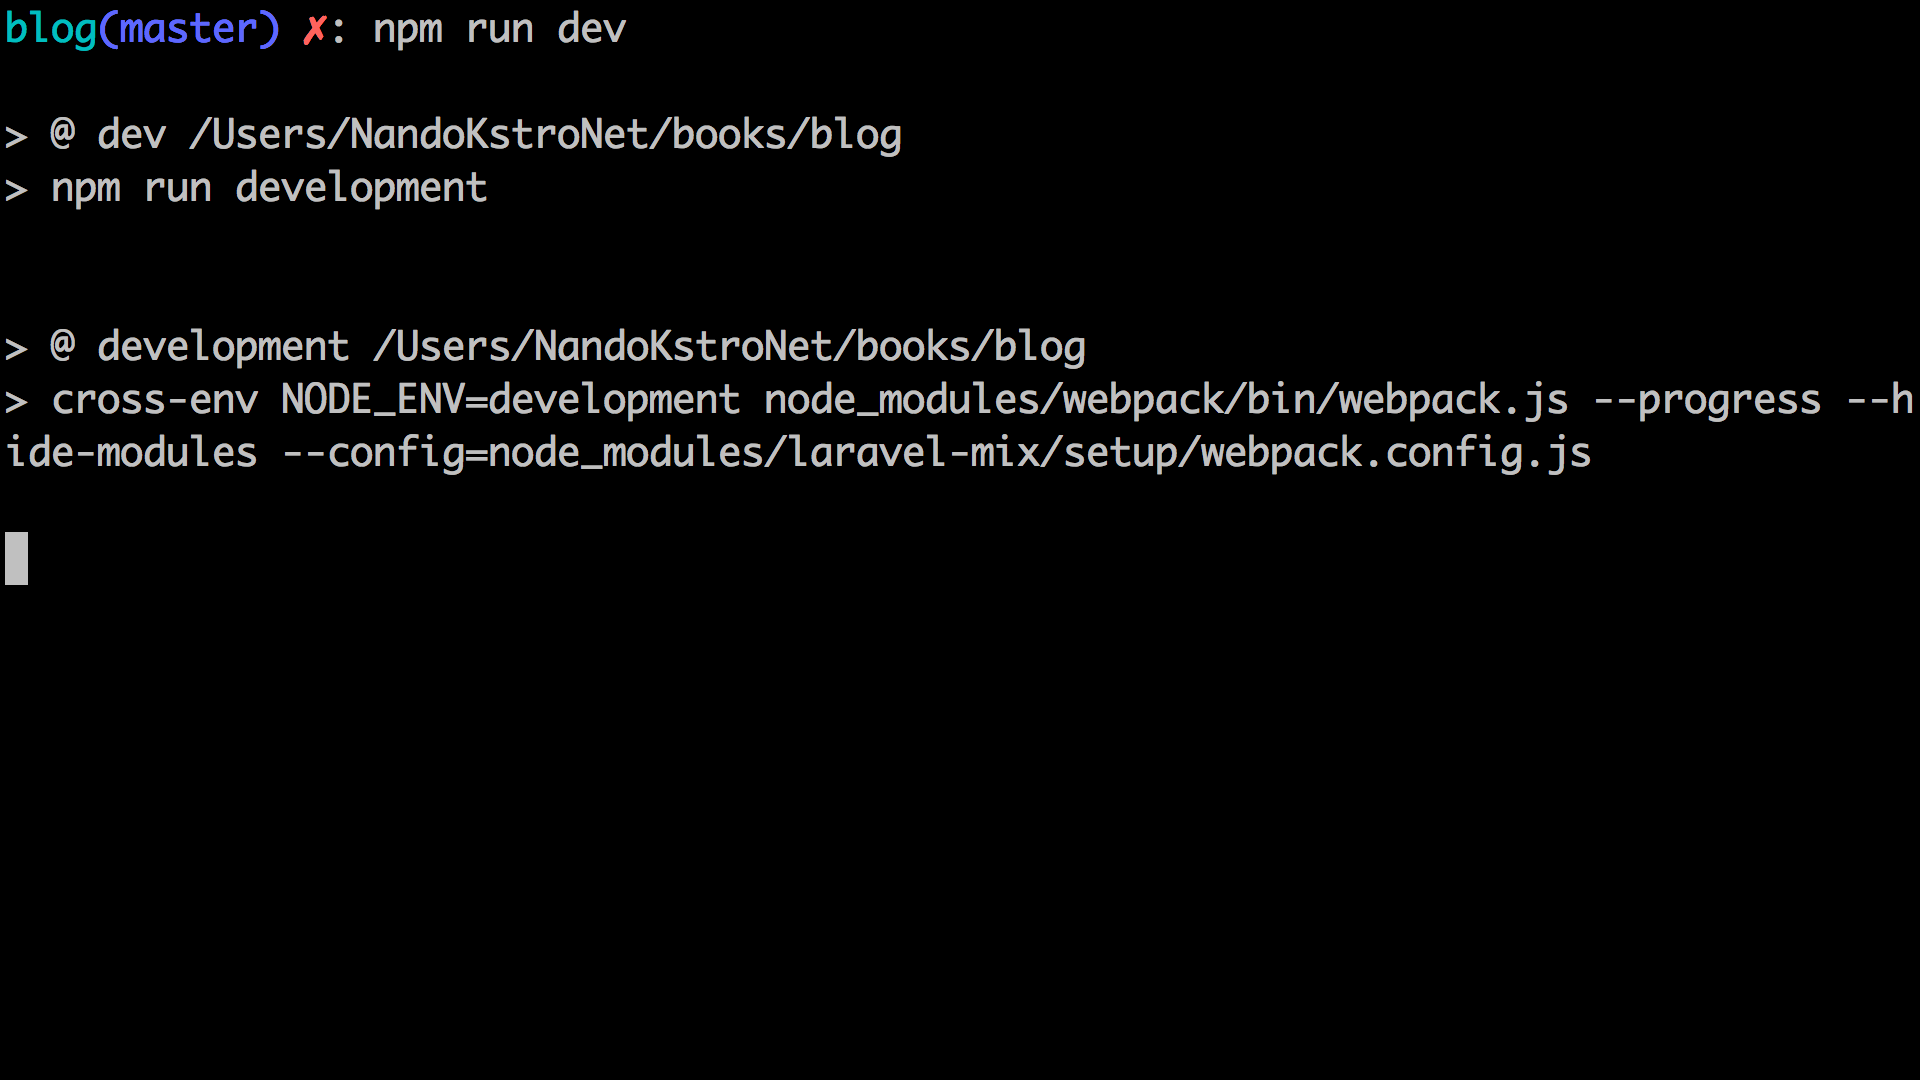 blog(master) ✗: npm run dev
> @ dev /Users/NandoKstroNet/books/blog
> npm run development
> @ development /Users/NandoKstroNet/books/blog
> cross-env NODE_ENV=development node_modules/webpack/bin/webpack.js --progress --h
ide-modules --config=node_modules/laravel-mix/setup/webpack.config.js